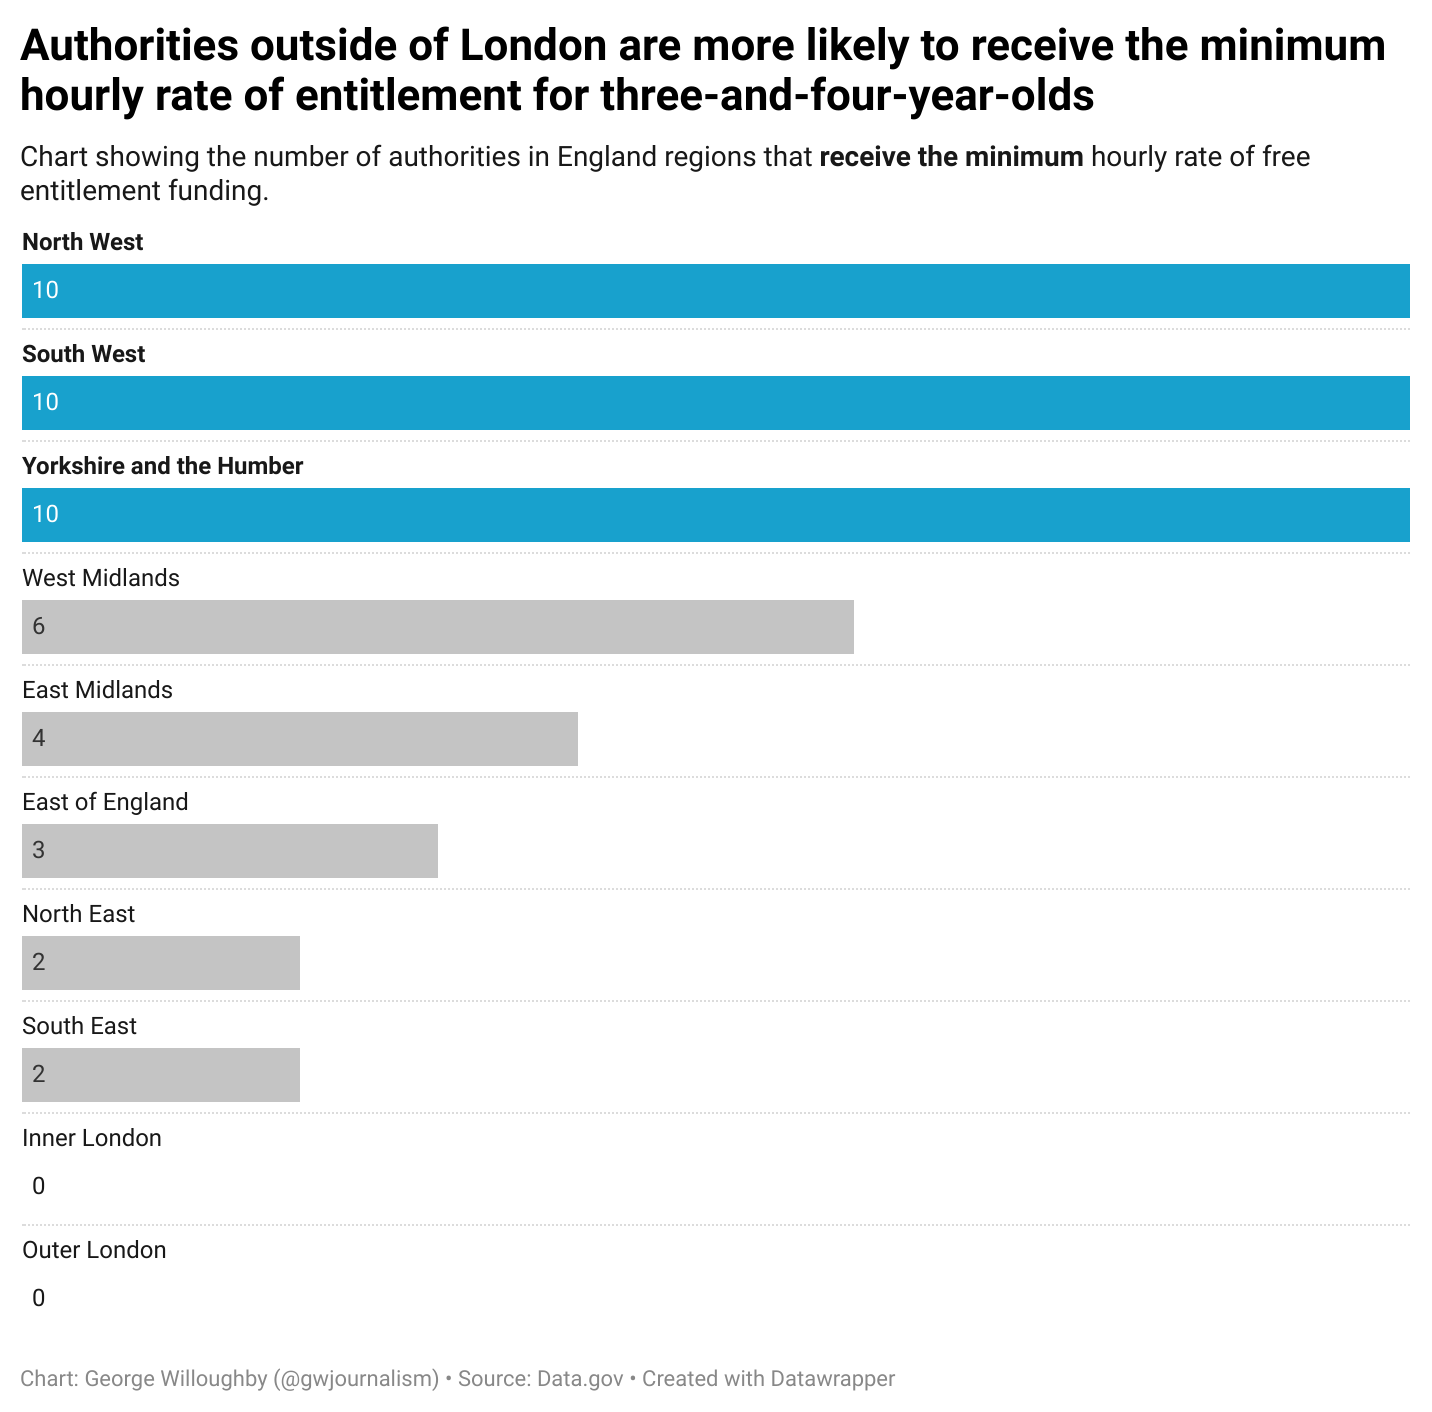 Authorities outside of London are more likely to receive the minimum
hourly rate of entitlement for three-and-four-year-olds
Chart showing the number of authorities in England regions that receive the minimum hourly rate of free
entitlement funding.
North West
10
South West
10
Yorkshire and the Humber
10
West Midlands
6
East Midlands
4
East of England
3
North East
2
South East
2
Inner London
0
Outer London
0
Chart: George Willoughby (@gwjournalism) • Source: Data.gov • Created with Datawrapper